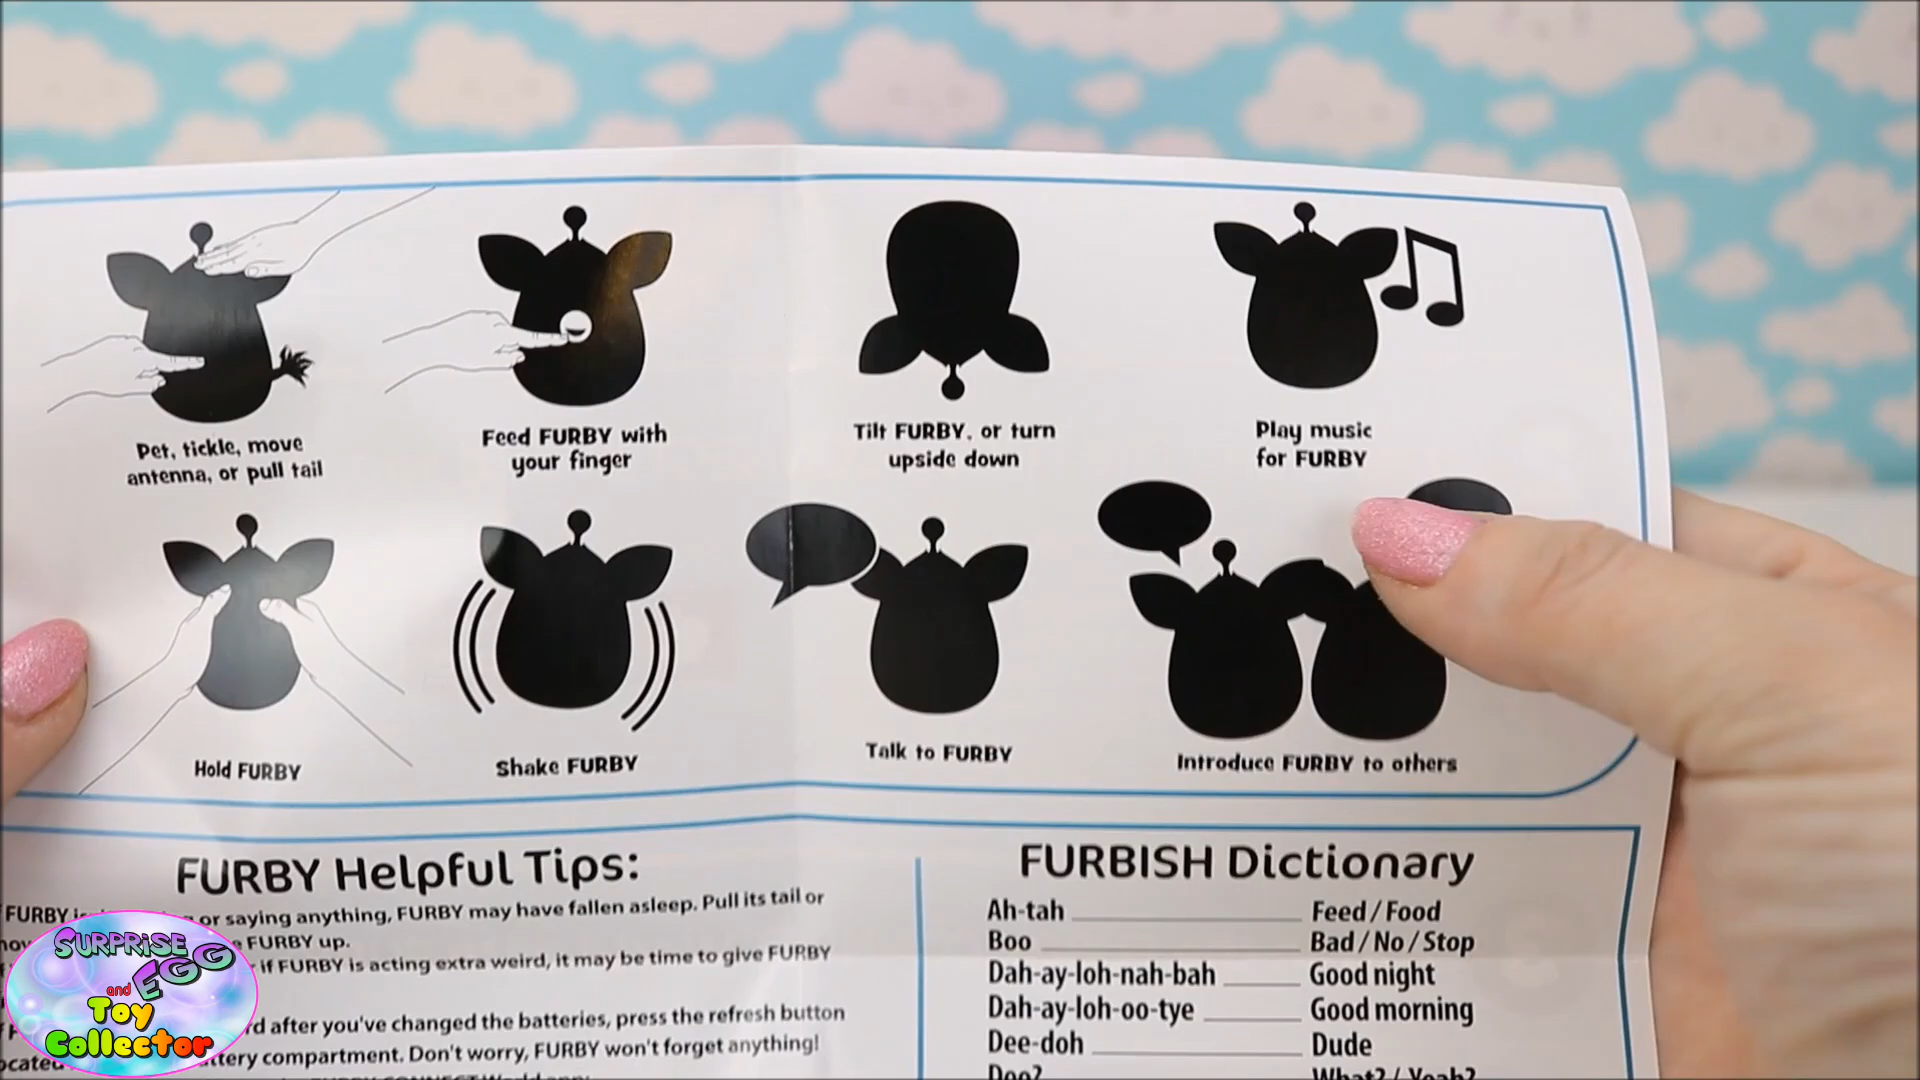 Pet, tickle, move
antenna, or pull tail
Feed FURBY with
your finger
Tilt FURBY, or turn
upside down
Play music
for FURBY
Hold FURBY
Shake FURBY
Talk to FURBY
Introduce FURBY to others
FURBY Helpful Tips:
FURBY or saying anything, FURBY may have fallen asleep. Pull its tail or
FURBY up.
if FURBY is acting extra weird, it may be time to give FURBY
after you've changed the batteries, press the refresh button
compartment. Don't worry, FURBY won't forget anything!
FURBISH Dictionary
Ah-tah Feed / Food
Boo Bad / No / Stop
Dah-ay-loh-nah-bah Good night
Dah-ay-loh-oo-tye Good morning
Dee-doh Dude
Doo? What? / Yeah?
SURPRISE
EGG
and
Toy
Collector